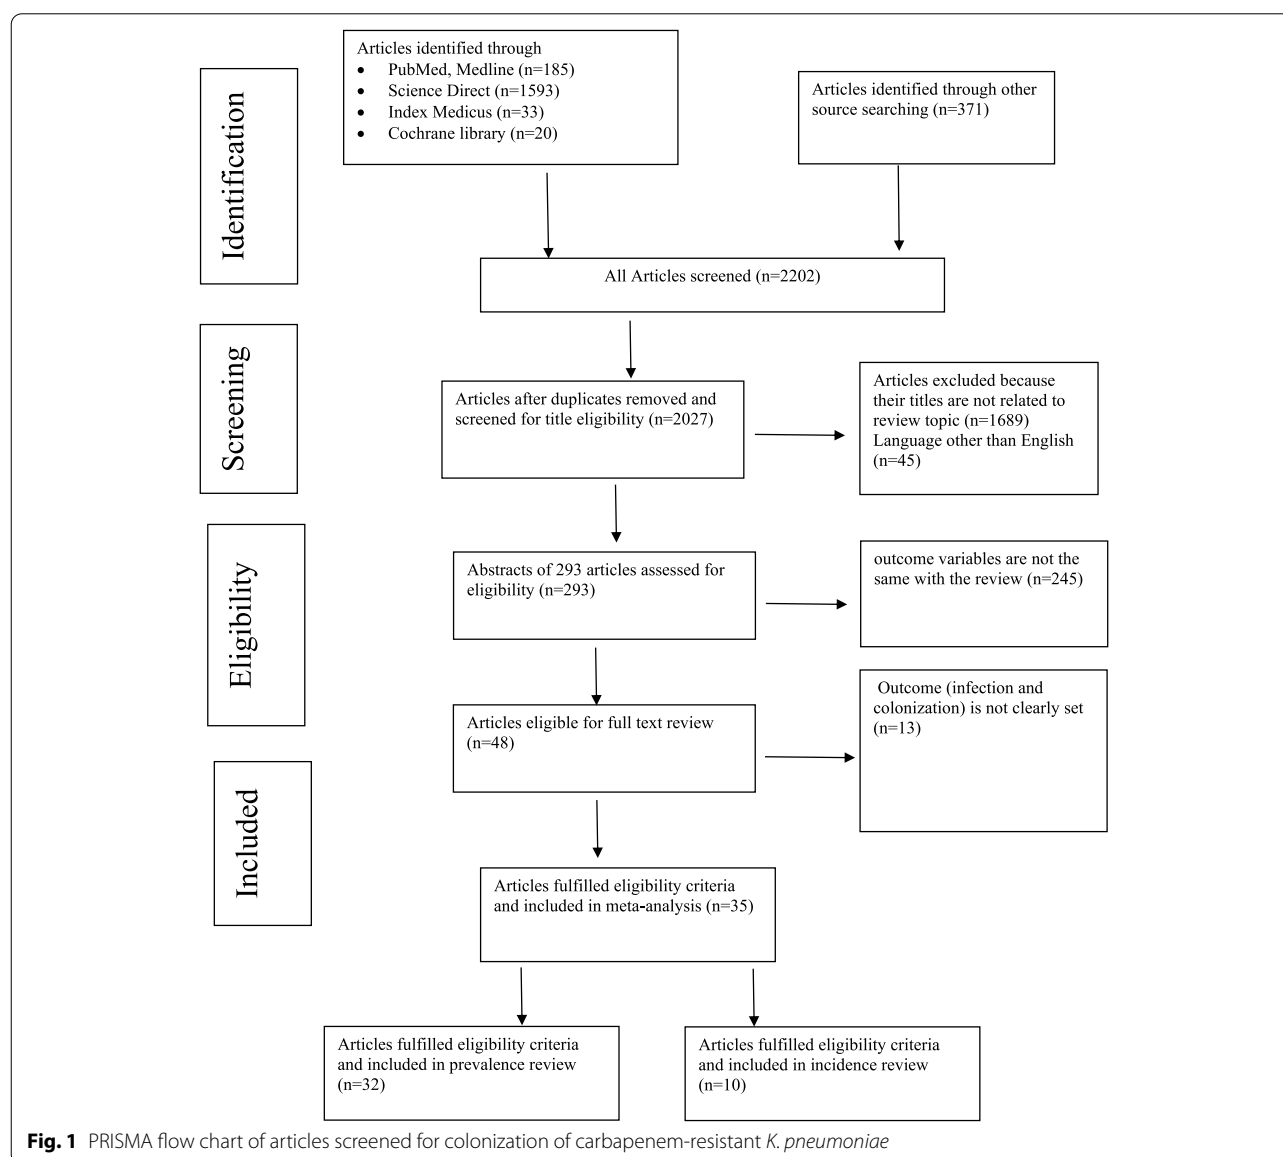 Identification
Articles identified through
• PubMed, Medline (n=185)
• Science Direct (n=1593)
• Index Medicus (n=33)
• Cochrane library (n=20)
Articles identified through other
source searching (n=371)
All Articles screened (n=2202)
Screening
Articles after duplicates removed and
screened for title eligibility (n=2027)
Articles excluded because
their titles are not related to
review topic (n=1689)
Language other than English
(n=45)
Eligibility
Abstracts of 293 articles assessed for
eligibility (n=293)
outcome variables are not the
same with the review (n=245)
Articles eligible for full text review
(n=48)
Outcome (infection and
colonization) is not clearly set
(n=13)
Included
Articles fulfilled eligibility criteria
and included in meta-analysis (n=35)
Articles fulfilled eligibility criteria
and included in prevalence review
(n=32)
Articles fulfilled eligibility criteria
and included in incidence review
(n=10)
Fig. 1 PRISMA flow chart of articles screened for colonization of carbapenem-resistant K. pneumoniae